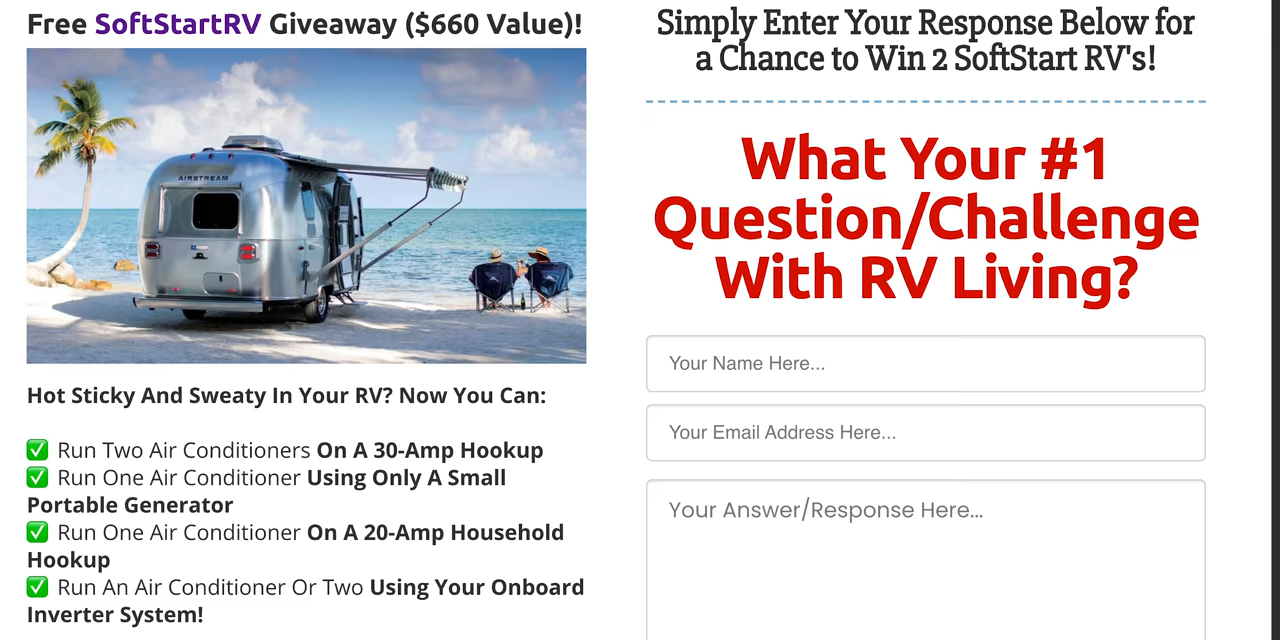 Free SoftStartRV Giveaway ($660 Value)!
AIRSTREAM
Hot Sticky And Sweaty In Your RV? Now You Can:
✅ Run Two Air Conditioners On A 30-Amp Hookup
✅ Run One Air Conditioner Using Only A Small
Portable Generator
✅ Run One Air Conditioner On A 20-Amp Household
Hookup
✅ Run An Air Conditioner Or Two Using Your Onboard
Inverter System!
Simply Enter Your Response Below for
a Chance to Win 2 SoftStart RV's!
What Your #1
Question/Challenge
With RV Living?
Your Name Here...
Your Email Address Here...
Your Answer/Response Here...